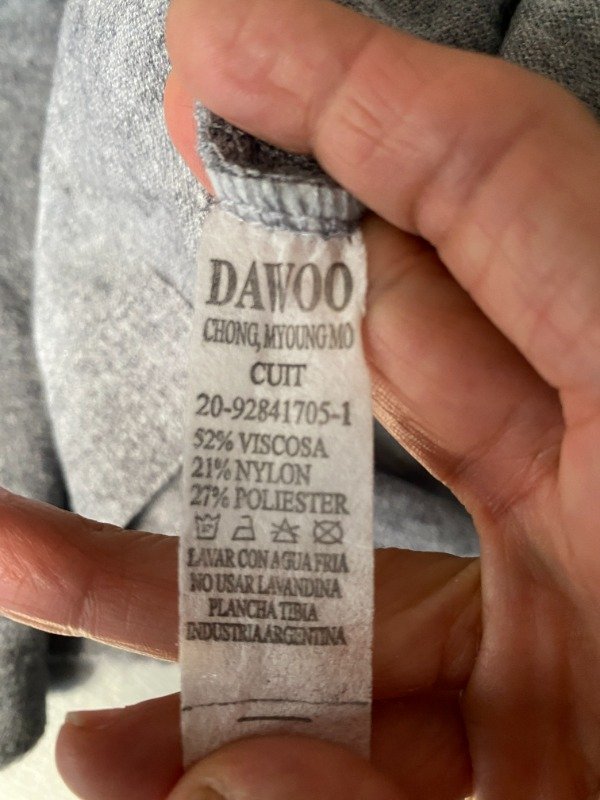 DAWOO
CHONG, MYOUNG MO
CUIT
20-92841705-1
52% VISCOSA
21% NYLON
27% POLIESTER
LAVAR CON AGUA FRIA
NO USAR LAVANDINA
PLANCHA TIBIA
INDUSTRIA ARGENTINA